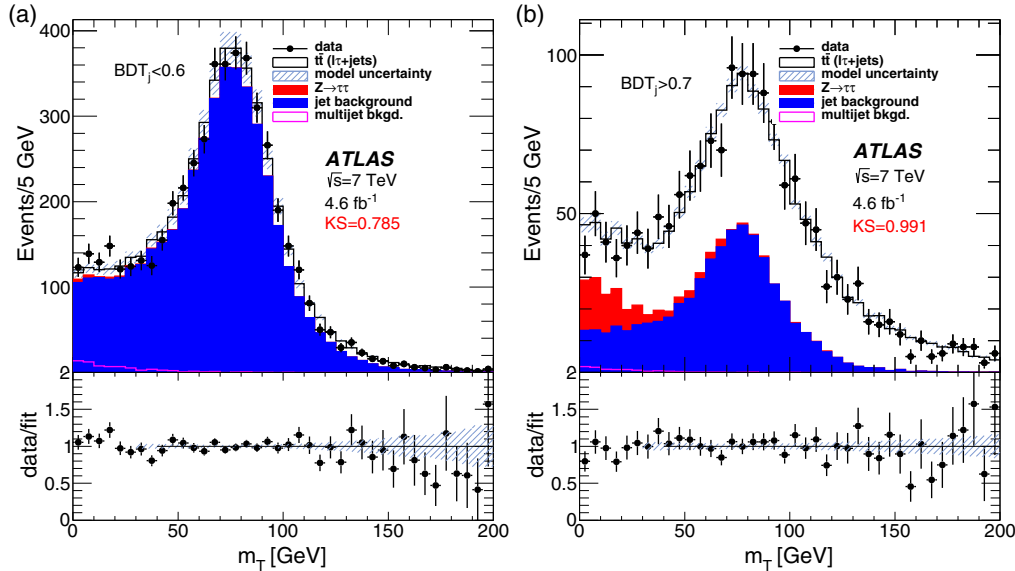 (a)
400
300
200
100
Events/5 GeV
BDTj<0.6
data
tt̄ (lτ+jets)
model uncertainty
Z→ττ
jet background
multijet bkgd.
ATLAS
√s=7 TeV
4.6 fb⁻¹
KS=0.785
2
1.5
1
0.5
0
data/fit
0 50 100 150 200
mT [GeV]
(b)
100
50
Events/5 GeV
BDTj>0.7
data
tt̄ (lτ+jets)
model uncertainty
Z→ττ
jet background
multijet bkgd.
ATLAS
√s=7 TeV
4.6 fb⁻¹
KS=0.991
2
1.5
1
0.5
0
data/fit
0 50 100 150 200
mT [GeV]